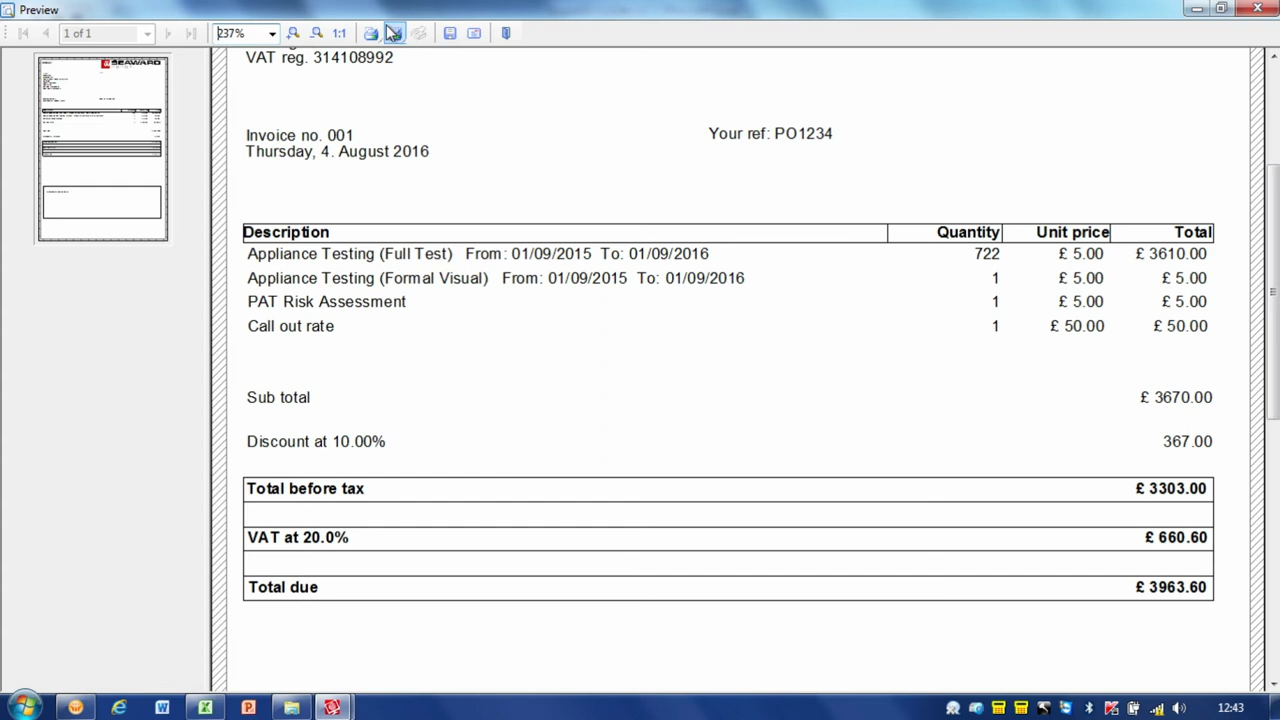 Preview
1 of 1
237%
1:1
SEAWARD
VAT reg. 314108992
Invoice no. 001
Your ref: PO1234
Thursday, 4. August 2016
Description Quantity Unit price Total
Appliance Testing (Full Test) From: 01/09/2015 To: 01/09/2016 722 £ 5.00 £ 3610.00
Appliance Testing (Formal Visual) From: 01/09/2015 To: 01/09/2016 1 £ 5.00 £ 5.00
PAT Risk Assessment 1 £ 5.00 £ 5.00
Call out rate 1 £ 50.00 £ 50.00
Sub total £ 3670.00
Discount at 10.00% 367.00
Total before tax £ 3303.00
VAT at 20.0% £ 660.60
Total due £ 3963.60
12:43